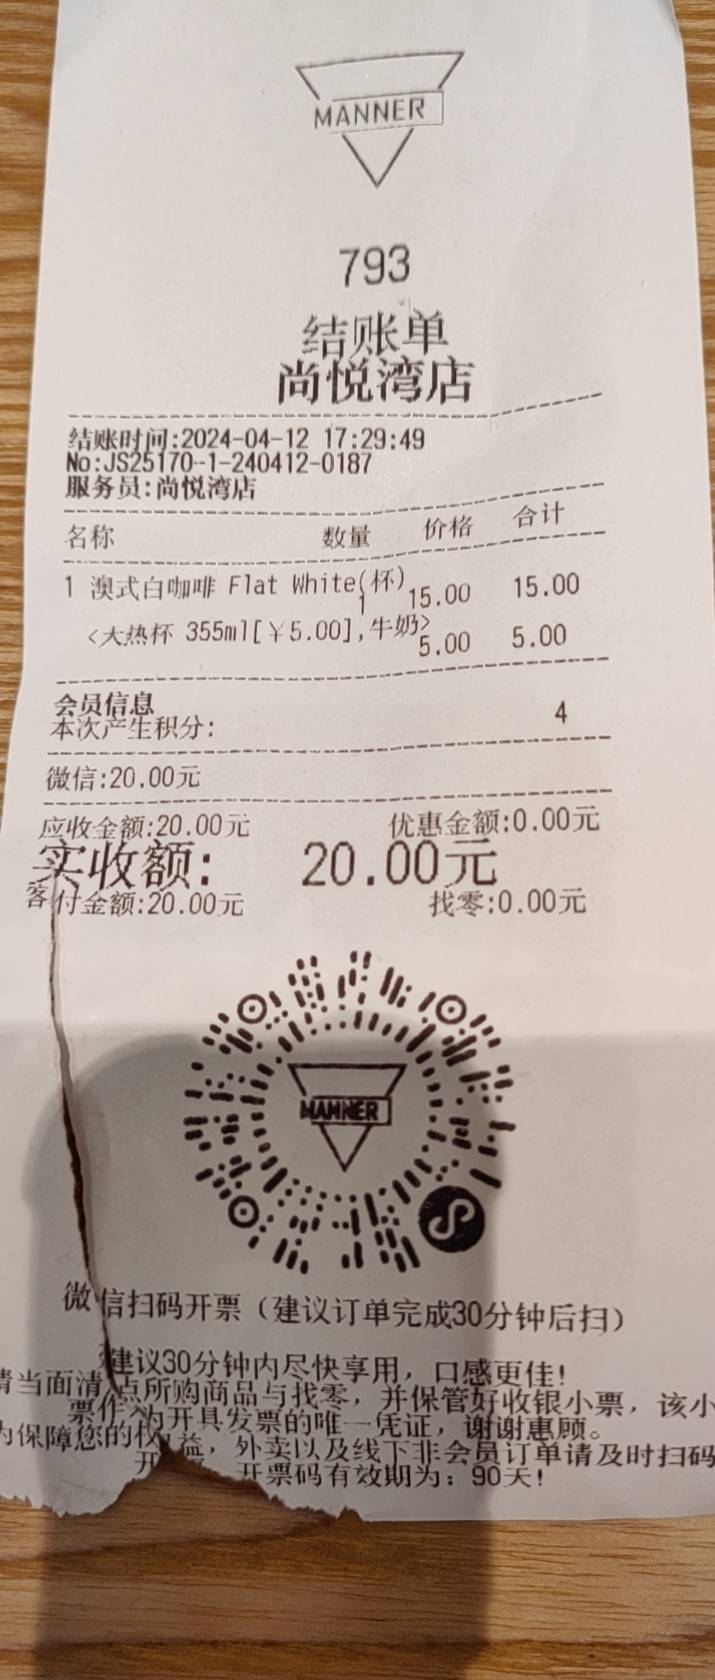 MANNER
793
结账单
尚悦湾店
结账时间:2024-04-12 17:29:49
No:JS25170-1-240412-0187
服务员:尚悦湾店
名称 数量 价格 合计
1 澳式白咖啡 Flat White(杯) 1 15.00 15.00
<大热杯 355ml[￥5.00],牛奶> 5.00 5.00
会员信息
本次产生积分: 4
微信:20.00元
应收金额:20.00元 优惠金额:0.00元
实收额: 20.00元
客付金额:20.00元 找零:0.00元
MANNER
微信扫码开票（建议订单完成30分钟后扫）
建议30分钟内尽快享用，口感更佳!
请当面清点所购商品与找零，并保管好收银小票，该小
票作为开具发票的唯一凭证，谢谢惠顾。
为保障您的权益，外卖以及线下非会员订单请及时扫码
开 开票码有效期为：90天!